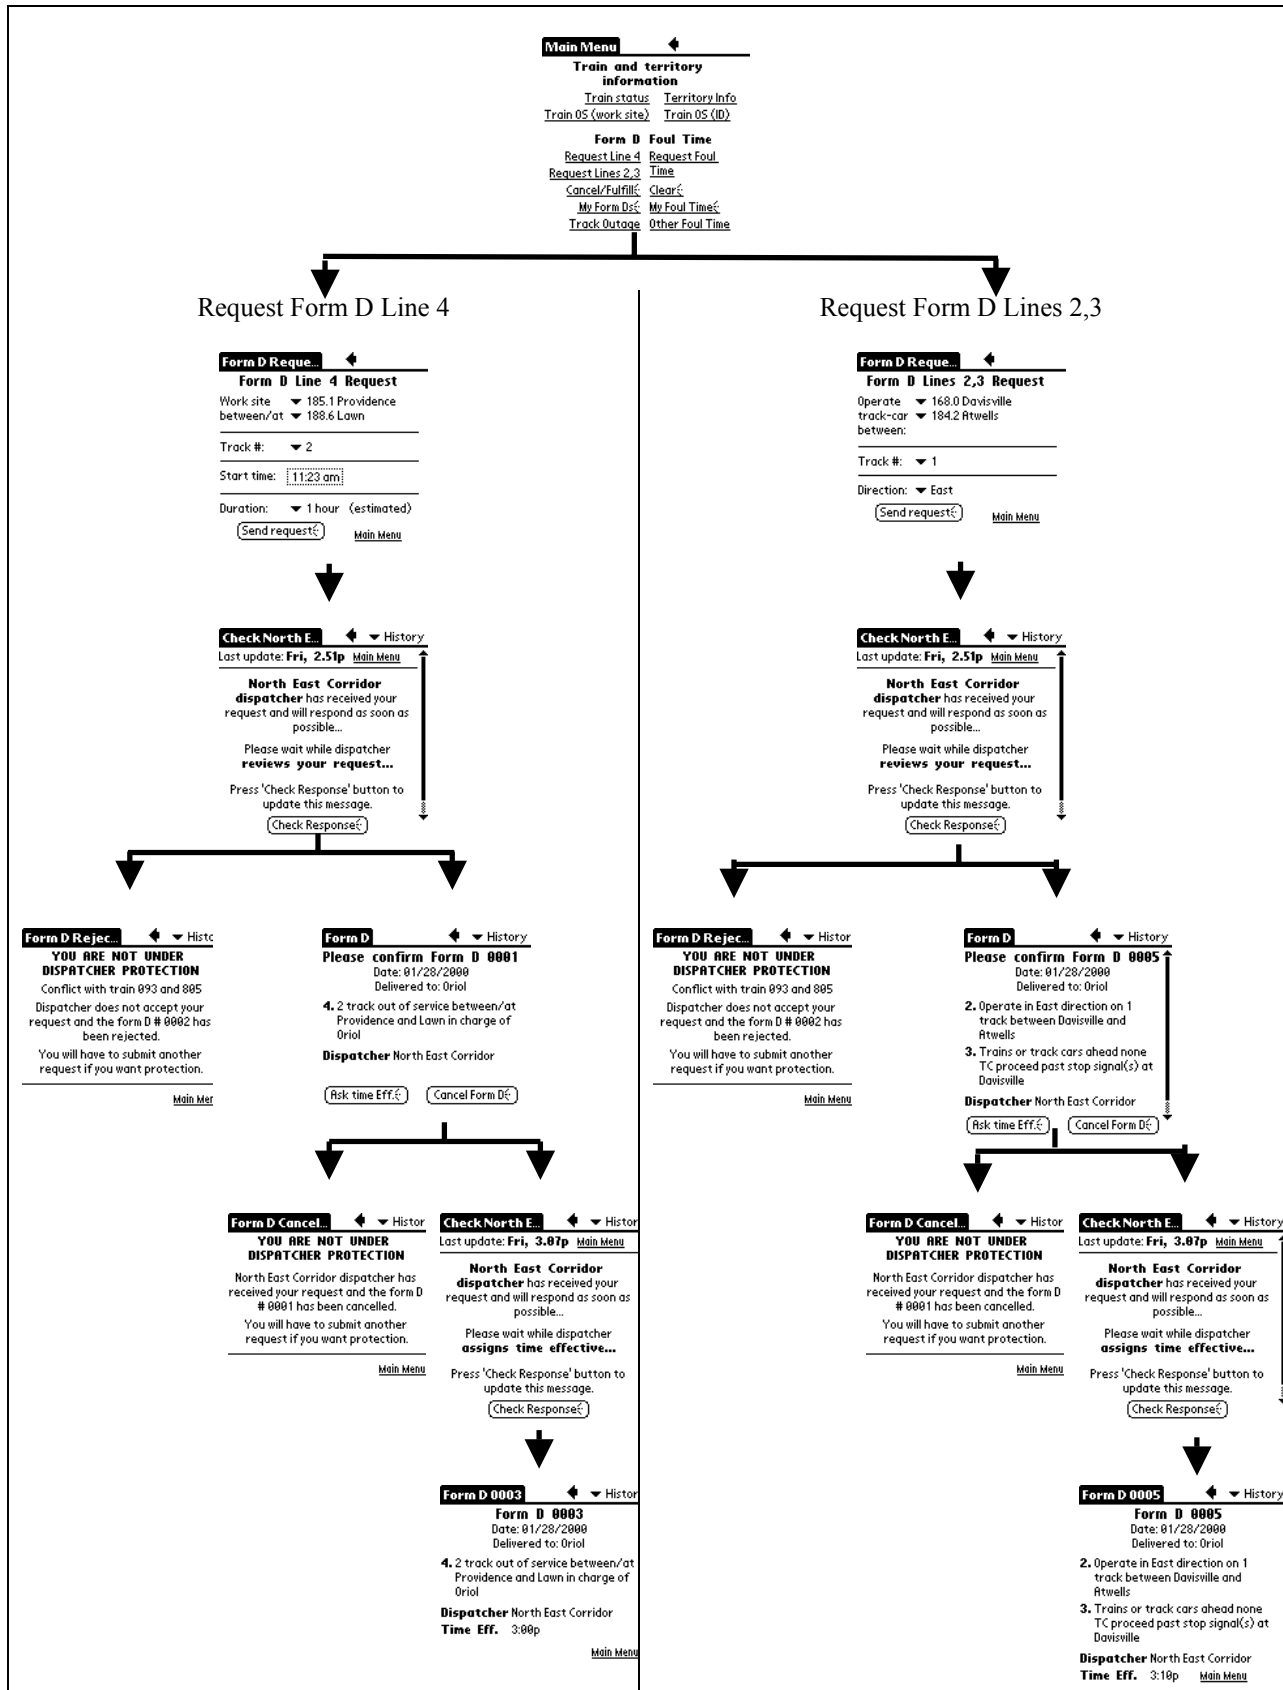 Main Menu
Train and territory
information
Train status Territory Info
Train OS (work site) Train OS (ID)
Form D Foul Time
Request Line 4 Request Foul
Request Lines 2,3 Time
Cancel/Fulfill Clear
My Form Ds My Foul Time
Track Outage Other Foul Time
Request Form D Line 4
Form D Reque...
Form D Line 4 Request
Work site 185.1 Providence
between/at 188.6 Lawn
Track #: 2
Start time: 11:23 am
Duration: 1 hour (estimated)
Send request
Main Menu
Check North E... History
Last update: Fri, 2.51p Main Menu
North East Corridor
dispatcher has received your
request and will respond as soon as
possible...
Please wait while dispatcher
reviews your request...
Press 'Check Response' button to
update this message.
Check Response
Form D Rejec... Histor
YOU ARE NOT UNDER
DISPATCHER PROTECTION
Conflict with train 093 and 805
Dispatcher does not accept your
request and the form D # 0002 has
been rejected.
You will have to submit another
request if you want protection.
Main Mer
Form D History
Please confirm Form D 0001
Date: 01/28/2000
Delivered to: Oriol
4. 2 track out of service between/at
Providence and Lawn in charge of
Oriol
Dispatcher North East Corridor
Ask time Eff. Cancel Form D
Form D Cancel... Histor
YOU ARE NOT UNDER
DISPATCHER PROTECTION
North East Corridor dispatcher has
received your request and the form D
# 0001 has been cancelled.
You will have to submit another
request if you want protection.
Main Menu
Check North E... Histor
Last update: Fri, 3.07p Main Menu
North East Corridor
dispatcher has received your
request and will respond as soon as
possible...
Please wait while dispatcher
assigns time effective...
Press 'Check Response' button to
update this message.
Check Response
Form D 0003 Histor
Form D 0003
Date: 01/28/2000
Delivered to: Oriol
4. 2 track out of service between/at
Providence and Lawn in charge of
Oriol
Dispatcher North East Corridor
Time Eff. 3:00p
Main Menu
Request Form D Lines 2,3
Form D Reque...
Form D Lines 2,3 Request
Operate 168.0 Davisville
track-car 184.2 Atwells
between:
Track #: 1
Direction: East
Send request
Main Menu
Check North E... History
Last update: Fri, 2.51p Main Menu
North East Corridor
dispatcher has received your
request and will respond as soon as
possible...
Please wait while dispatcher
reviews your request...
Press 'Check Response' button to
update this message.
Check Response
Form D Rejec... Histor
YOU ARE NOT UNDER
DISPATCHER PROTECTION
Conflict with train 093 and 805
Dispatcher does not accept your
request and the form D # 0002 has
been rejected.
You will have to submit another
request if you want protection.
Main Menu
Form D History
Please confirm Form D 0005
Date: 01/28/2000
Delivered to: Oriol
2. Operate in East direction on 1
track between Davisville and
Atwells
3. Trains or track cars ahead none
TC proceed past stop signal(s) at
Davisville
Dispatcher North East Corridor
Ask time Eff. Cancel Form D
Form D Cancel... Histor
YOU ARE NOT UNDER
DISPATCHER PROTECTION
North East Corridor dispatcher has
received your request and the form D
# 0001 has been cancelled.
You will have to submit another
request if you want protection.
Main Menu
Check North E... History
Last update: Fri, 3.07p Main Menu
North East Corridor
dispatcher has received your
request and will respond as soon as
possible...
Please wait while dispatcher
assigns time effective...
Press 'Check Response' button to
update this message.
Check Response
Form D 0005 History
Form D 0005
Date: 01/28/2000
Delivered to: Oriol
2. Operate in East direction on 1
track between Davisville and
Atwells
3. Trains or track cars ahead none
TC proceed past stop signal(s) at
Davisville
Dispatcher North East Corridor
Time Eff. 3:10p Main Menu